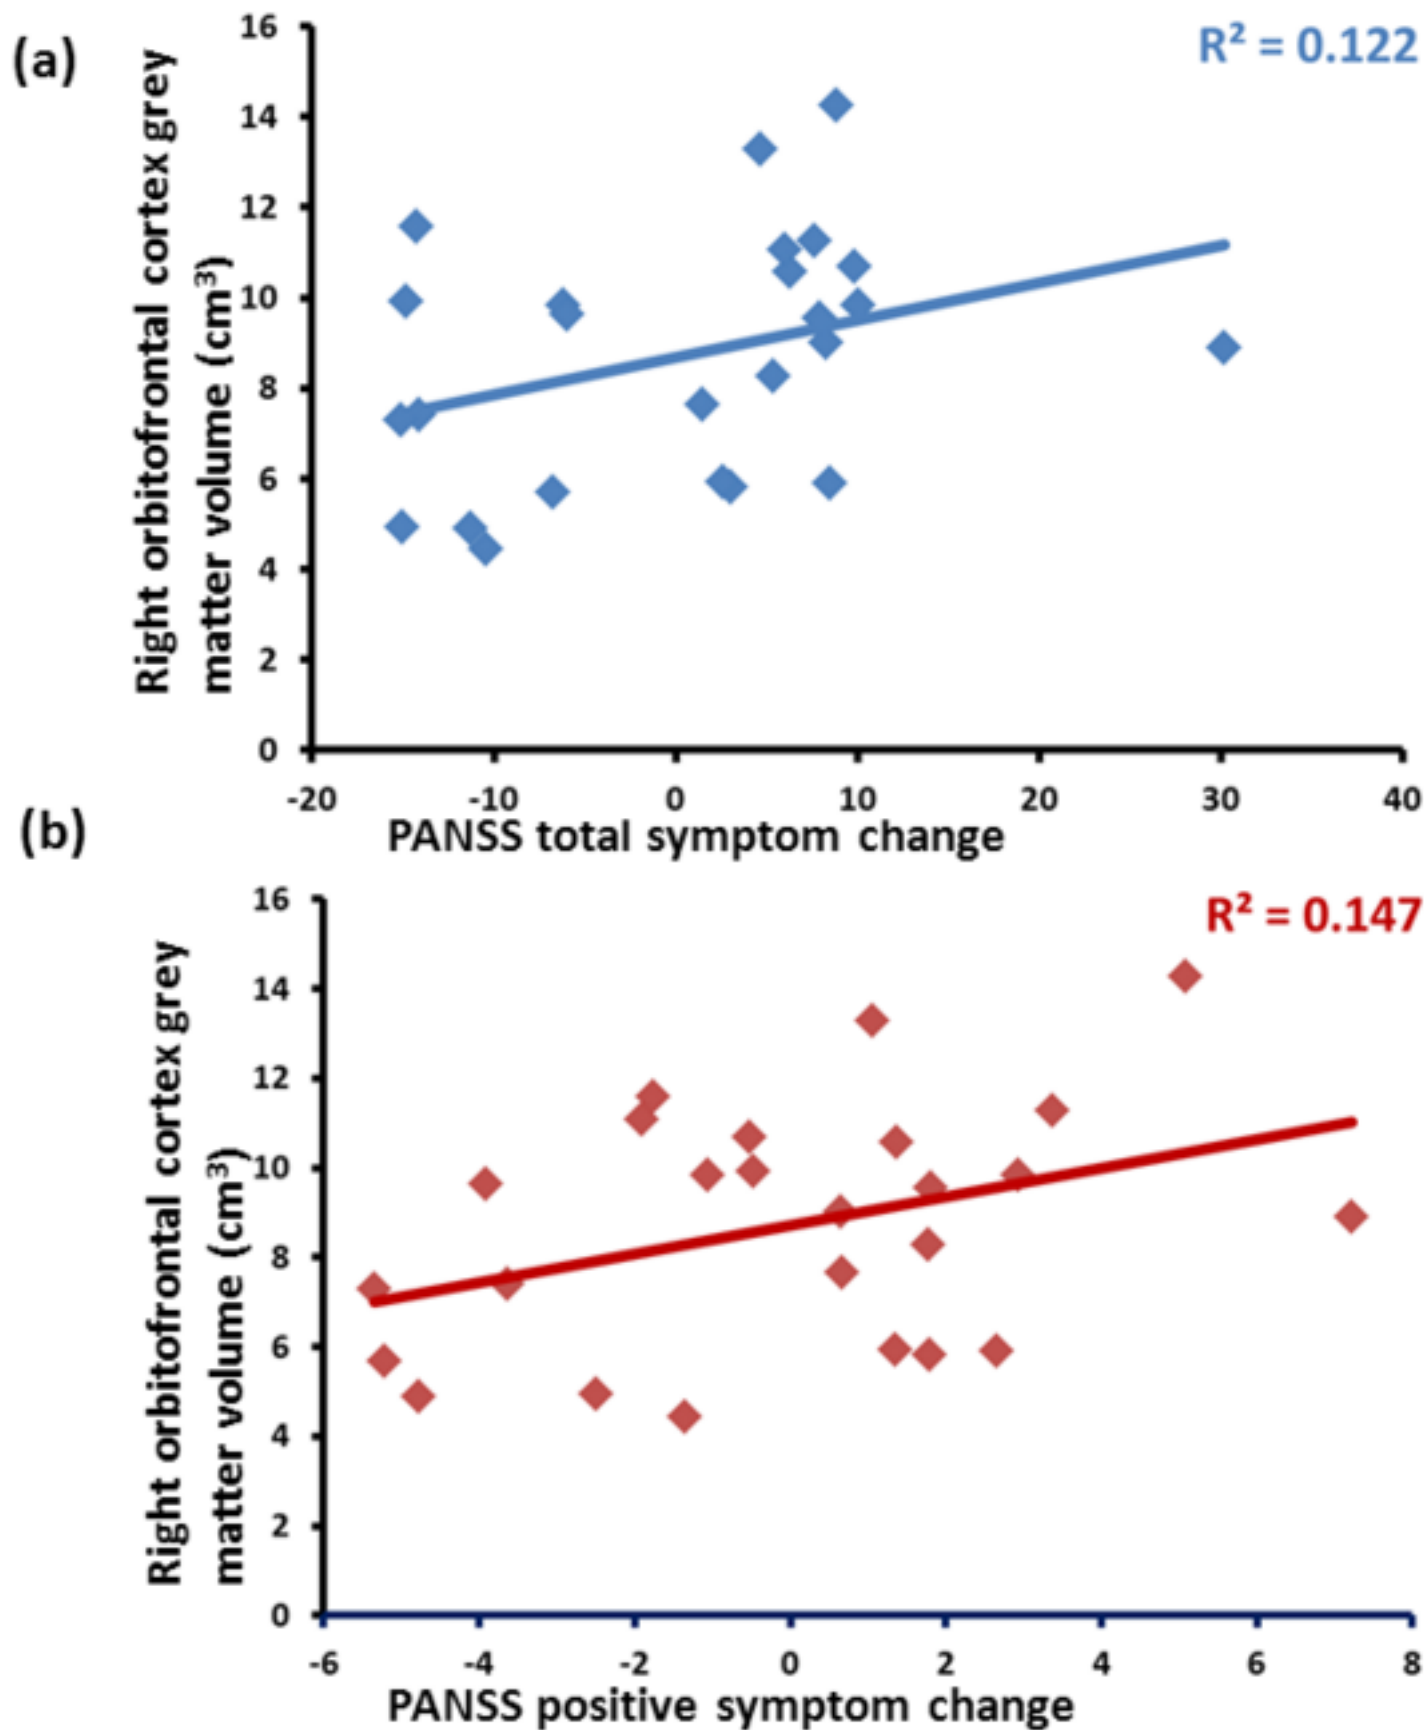 (a)
Right orbitofrontal cortex grey
matter volume (cm³)
R² = 0.122
16
14
12
10
8
6
4
2
0
-20 -10 0 10 20 30 40
PANSS total symptom change
(b)
Right orbitofrontal cortex grey
matter volume (cm³)
R² = 0.147
16
14
12
10
8
6
4
2
0
-6 -4 -2 0 2 4 6 8
PANSS positive symptom change